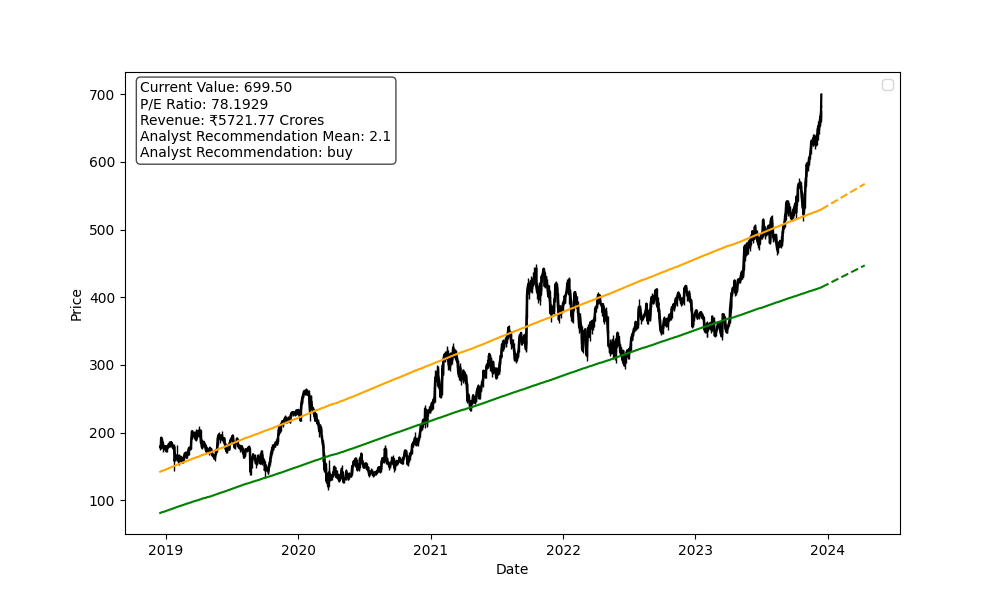 Current Value: 699.50
P/E Ratio: 78.1929
Revenue: ₹5721.77 Crores
Analyst Recommendation Mean: 2.1
Analyst Recommendation: buy
700
600
500
400
300
200
100
Price
2019 2020 2021 2022 2023 2024
Date